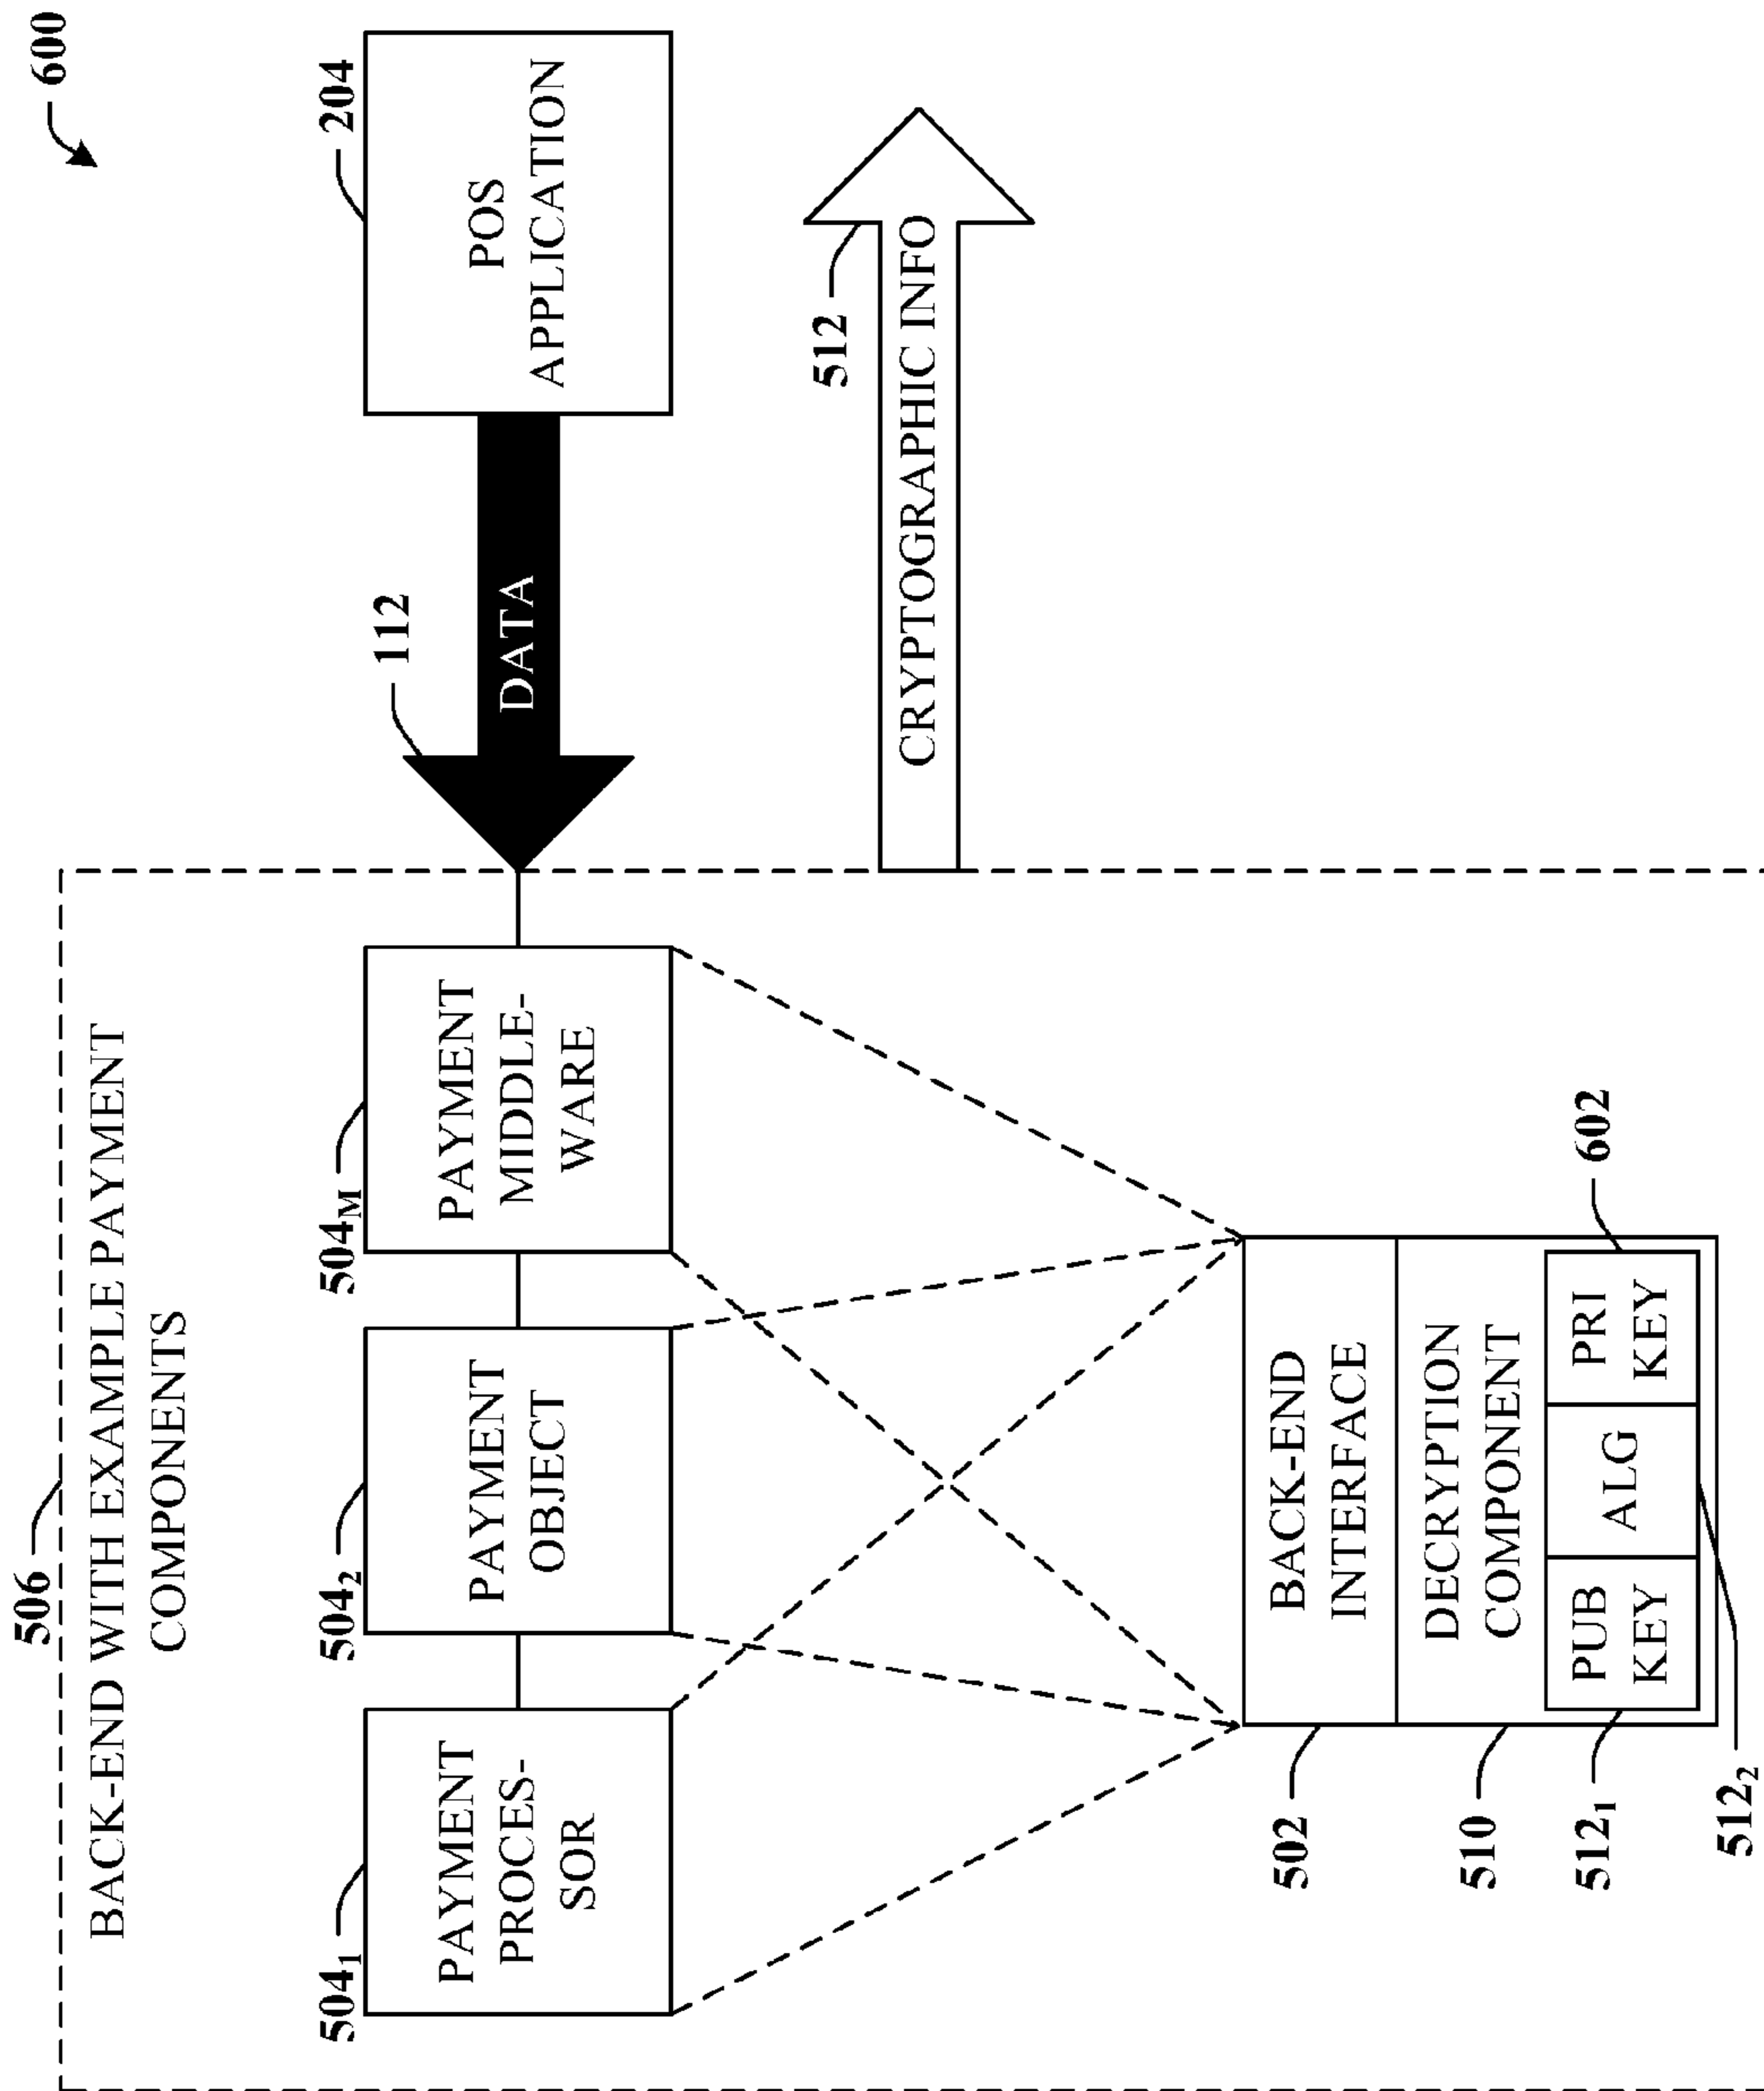 600
506
BACK-END WITH EXAMPLE PAYMENT
COMPONENTS
504₁
PAYMENT
PROCES-
SOR
504₂
PAYMENT
OBJECT
504M
PAYMENT
MIDDLE-
WARE
112
DATA
204
POS
APPLICATION
512
CRYPTOGRAPHIC INFO
502
BACK-END
INTERFACE
510
DECRYPTION
COMPONENT
512₁
PUB
KEY
ALG
PRI
KEY
602
512₂